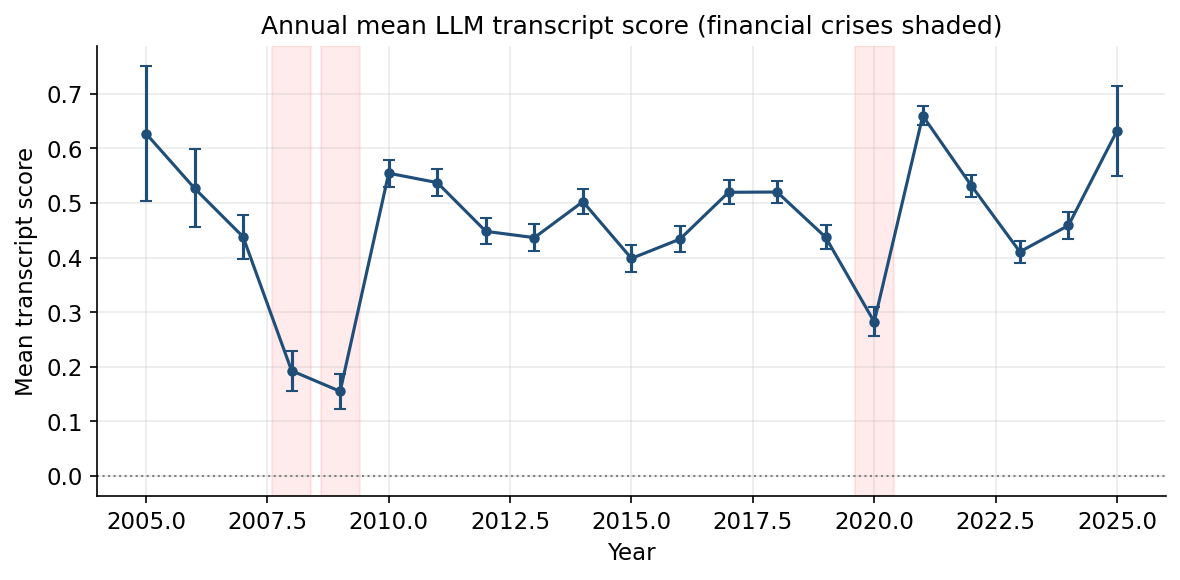 Annual mean LLM transcript score (financial crises shaded)
Mean transcript score
0.7
0.6
0.5
0.4
0.3
0.2
0.1
0.0
2005.0 2007.5 2010.0 2012.5 2015.0 2017.5 2020.0 2022.5 2025.0
Year